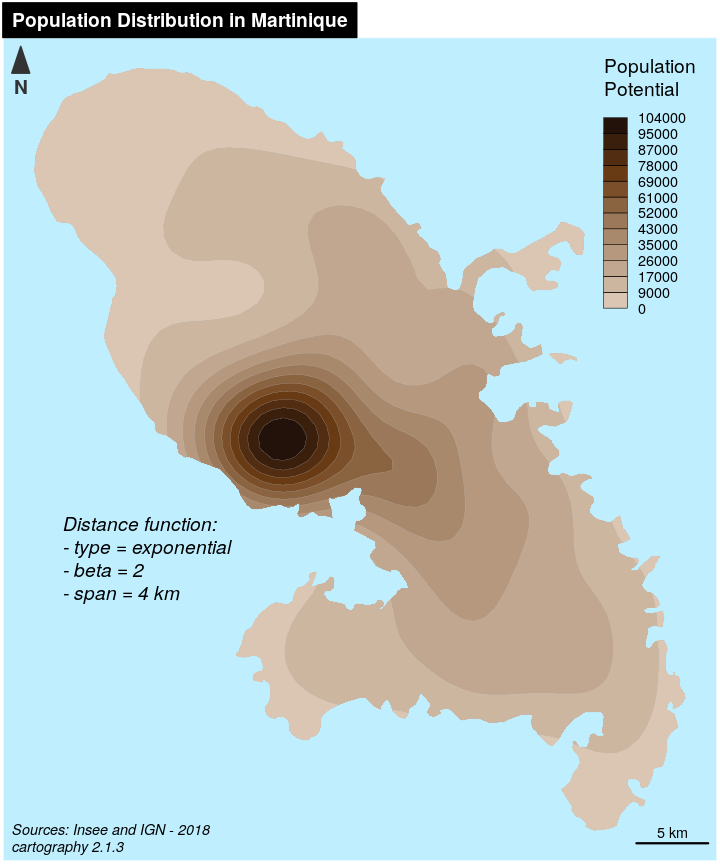 Population Distribution in Martinique
N
Population
Potential
104000
95000
87000
78000
69000
61000
52000
43000
35000
26000
17000
9000
0
Distance function:
- type = exponential
- beta = 2
- span = 4 km
Sources: Insee and IGN - 2018
cartography 2.1.3
5 km